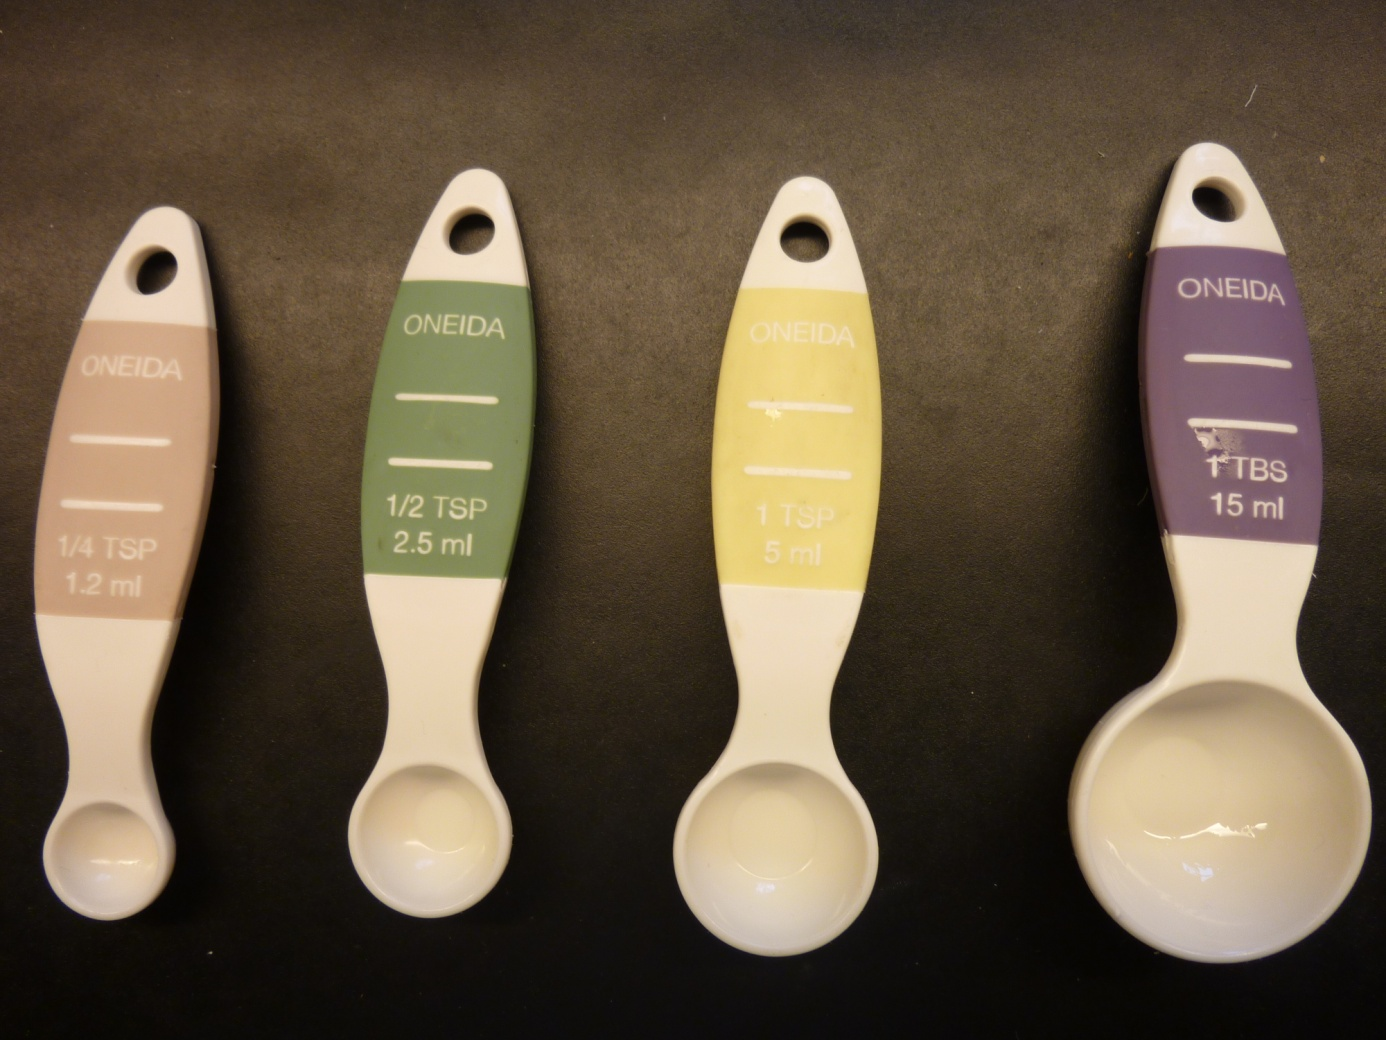 ONEIDA
1/4 TSP
1.2 ml
ONEIDA
1/2 TSP
2.5 ml
ONEIDA
1 TSP
5 ml
ONEIDA
1 TBS
15 ml